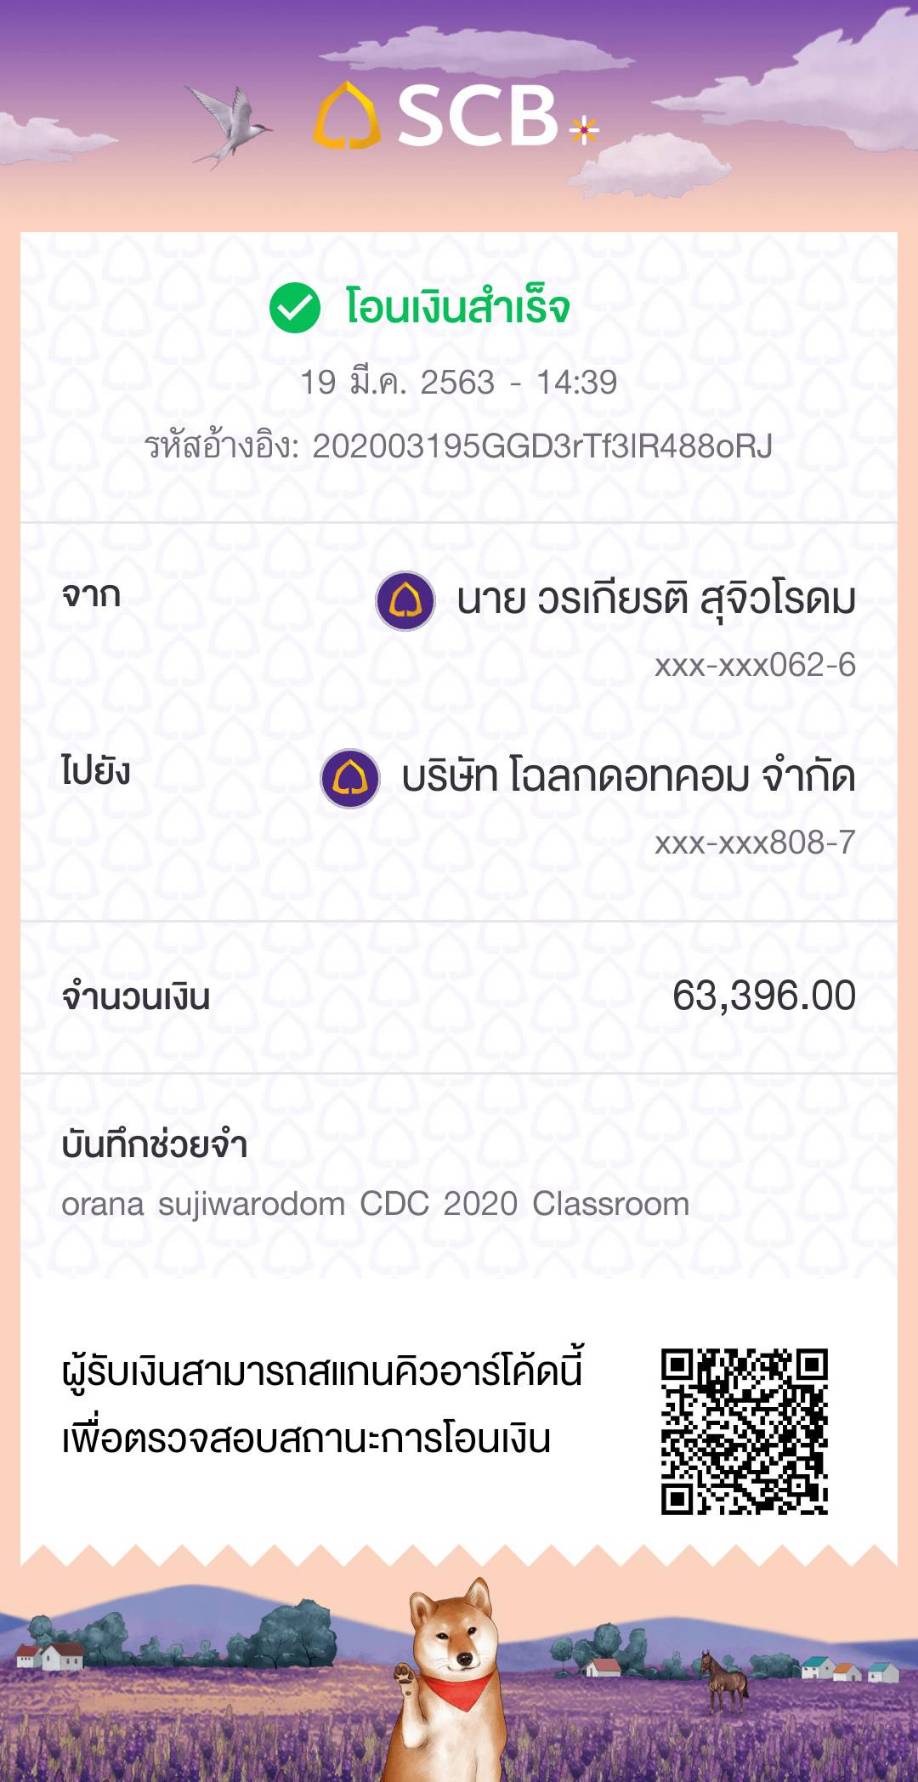 SCB
โอนเงินสำเร็จ
19 มี.ค. 2563 - 14:39
รหัสอ้างอิง: 202003195GGD3rTf3IR488oRJ
จาก
นาย วรเกียรติ สุจิวโรดม
xxx-xxx062-6
ไปยัง
บริษัท โฉลกดอทคอม จำกัด
xxx-xxx808-7
จำนวนเงิน
63,396.00
บันทึกช่วยจำ
orana sujiwarodom CDC 2020 Classroom
ผู้รับเงินสามารถสแกนคิวอาร์โค้ดนี้
เพื่อตรวจสอบสถานะการโอนเงิน